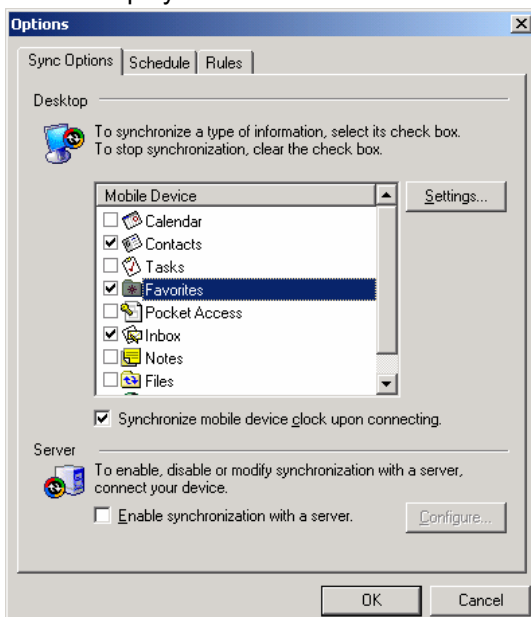 Options
Sync Options Schedule Rules
Desktop
To synchronize a type of information, select its check box.
To stop synchronization, clear the check box.
Mobile Device
Settings...
Calendar
Contacts
Tasks
Favorites
Pocket Access
Inbox
Notes
Files
Synchronize mobile device clock upon connecting.
Server
To enable, disable or modify synchronization with a server,
connect your device.
Enable synchronization with a server.
Configure...
OK Cancel